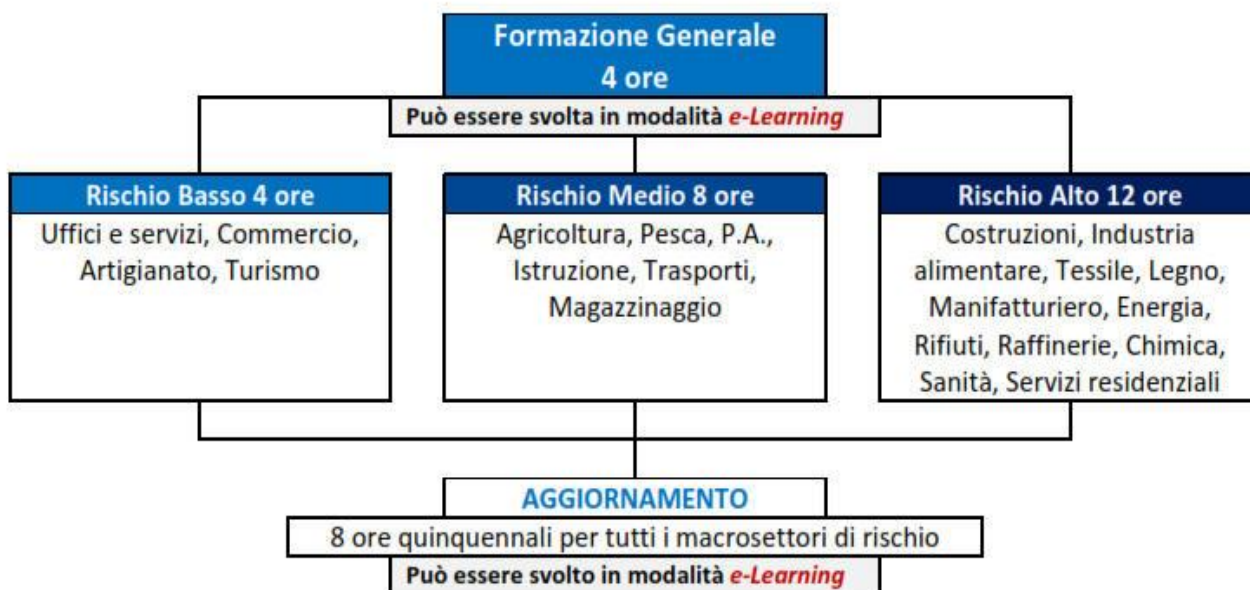 Formazione Generale
4 ore
Può essere svolta in modalità e-Learning
Rischio Basso 4 ore
Uffici e servizi, Commercio,
Artigianato, Turismo
Rischio Medio 8 ore
Agricoltura, Pesca, P.A.,
Istruzione, Trasporti,
Magazzinaggio
Rischio Alto 12 ore
Costruzioni, Industria
alimentare, Tessile, Legno,
Manifatturiero, Energia,
Rifiuti, Raffinerie, Chimica,
Sanità, Servizi residenziali
AGGIORNAMENTO
8 ore quinquennali per tutti i macrosettori di rischio
Può essere svolto in modalità e-Learning